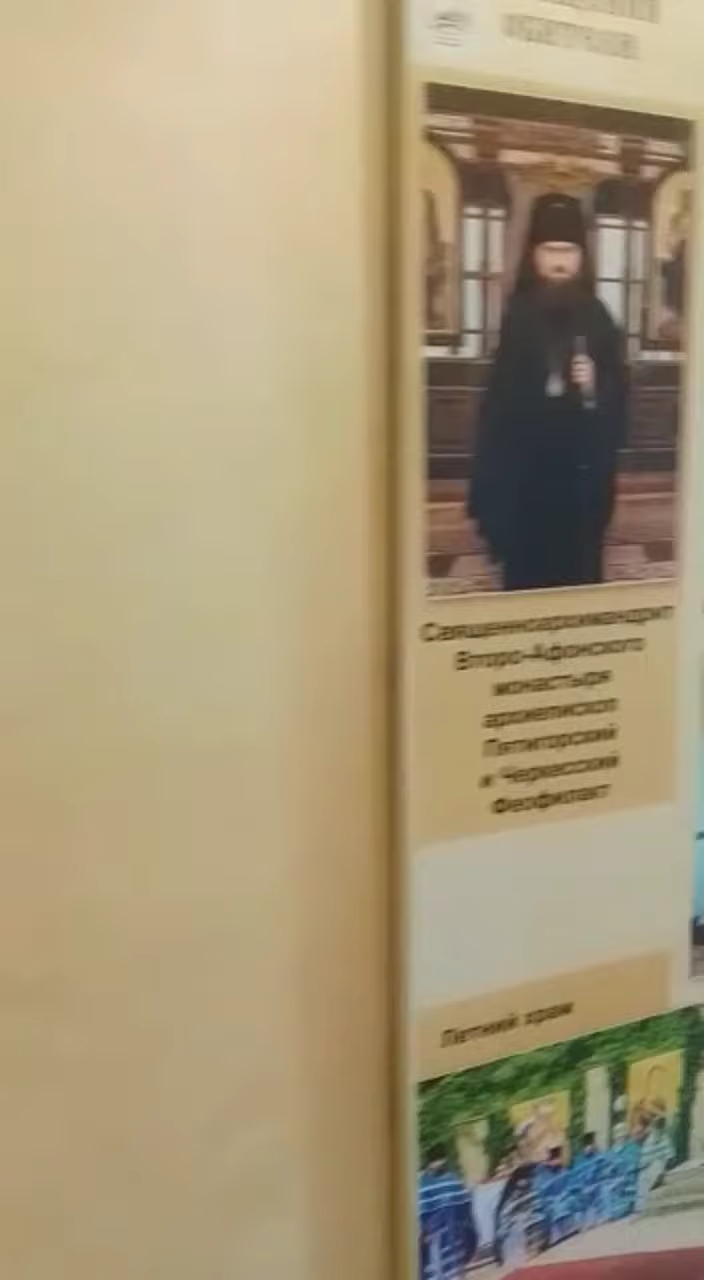 Священноархимандрит
Второ-Афонского
монастыря
архиепископ
Пятигорский
и Черкесский
Феофилакт
Летний храм